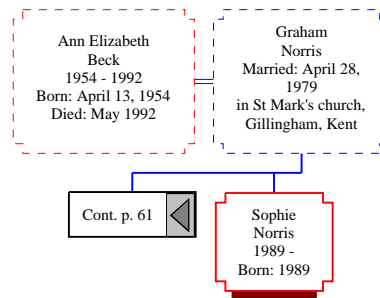 Ann Elizabeth
Beck
1954 - 1992
Born: April 13, 1954
Died: May 1992
Graham
Norris
Married: April 28,
1979
in St Mark's church,
Gillingham, Kent
Cont. p. 61
Sophie
Norris
1989 -
Born: 1989